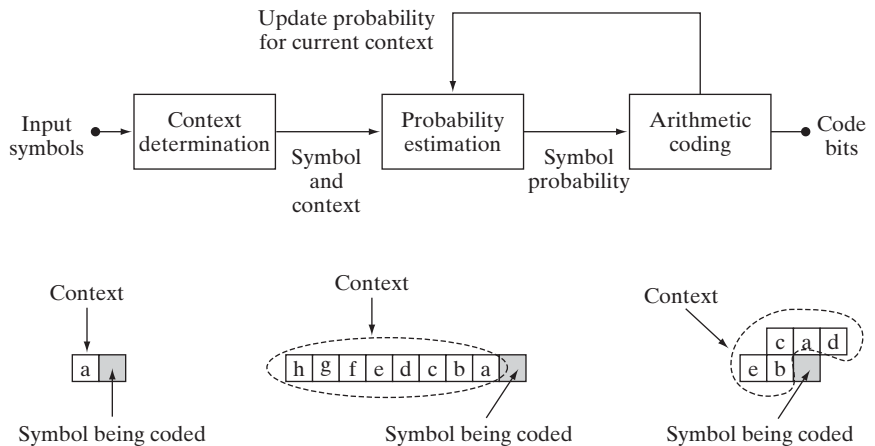 Update probability
for current context
Input
symbols
Context
determination
Probability
estimation
Arithmetic
coding
Code
bits
Symbol
and
context
Symbol
probability
Context
a
Symbol being coded
Context
h g f e d c b a
Symbol being coded
Context
c a d
e b
Symbol being coded